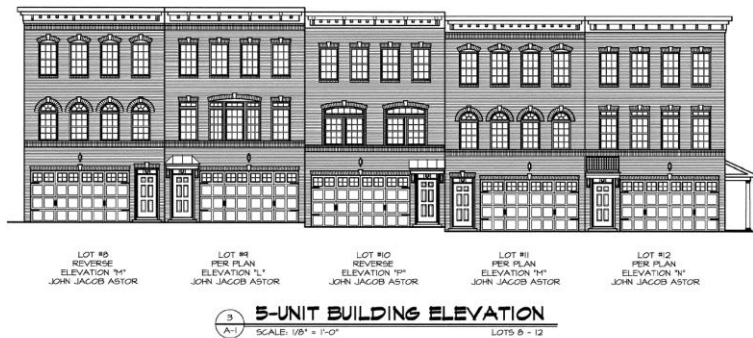 LOT #8
REVERSE
ELEVATION "M"
JOHN JACOB ASTOR
LOT #9
PER PLAN
ELEVATION "L"
JOHN JACOB ASTOR
LOT #10
REVERSE
ELEVATION "P"
JOHN JACOB ASTOR
LOT #11
PER PLAN
ELEVATION "M"
JOHN JACOB ASTOR
LOT #12
PER PLAN
ELEVATION "N"
JOHN JACOB ASTOR
3
A-1
5-UNIT BUILDING ELEVATION
SCALE: 1/8" = 1'-0"
LOTS 8 - 12